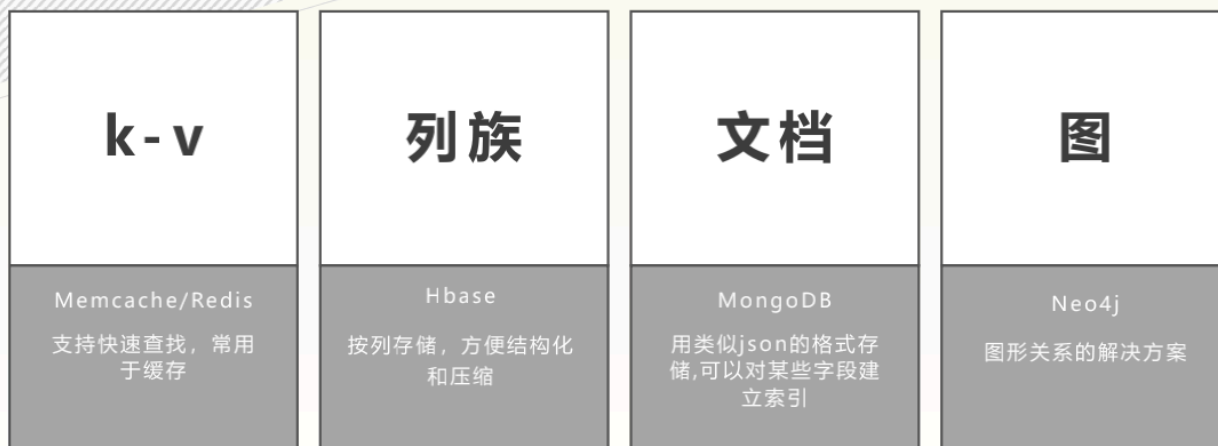 k-v
Memcache/Redis
支持快速查找，常用
于缓存
列族
Hbase
按列存储，方便结构化
和压缩
文档
MongoDB
用类似json的格式存
储,可以对某些字段建
立索引
图
Neo4j
图形关系的解决方案